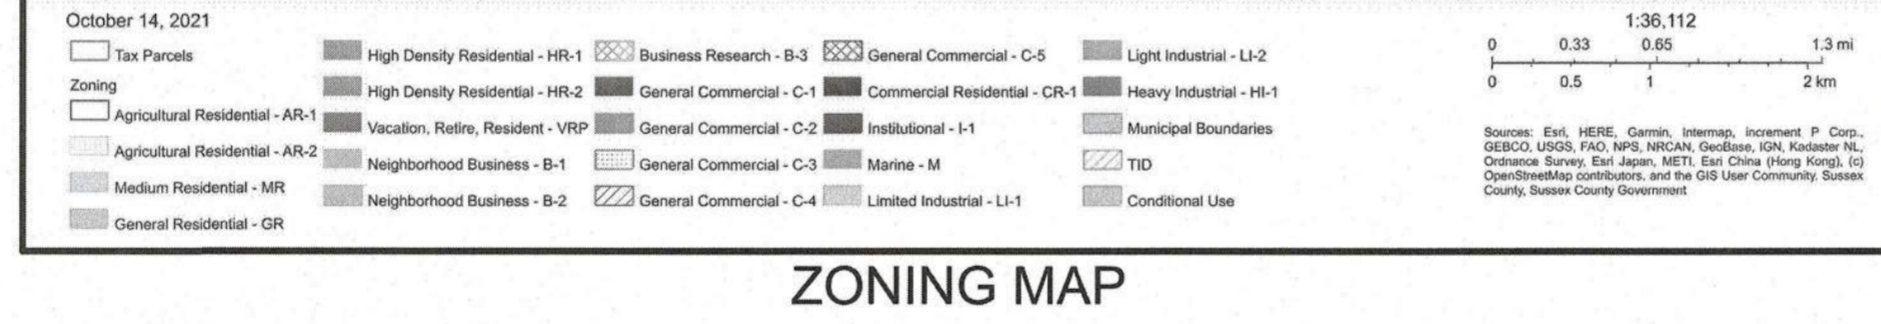 October 14, 2021
Tax Parcels
Zoning
Agricultural Residential - AR-1
Agricultural Residential - AR-2
Medium Residential - MR
General Residential - GR
High Density Residential - HR-1
High Density Residential - HR-2
Vacation, Retire, Resident - VRP
Neighborhood Business - B-1
Neighborhood Business - B-2
Business Research - B-3
General Commercial - C-1
General Commercial - C-2
General Commercial - C-3
General Commercial - C-4
General Commercial - C-5
Commercial Residential - CR-1
Institutional - I-1
Marine - M
Limited Industrial - LI-1
Light Industrial - LI-2
Heavy Industrial - HI-1
Municipal Boundaries
TID
Conditional Use
1:36,112
0 0.33 0.65 1.3 mi
0 0.5 1 2 km
Sources: Esri, HERE, Garmin, Intermap, increment P Corp.,
GEBCO, USGS, FAO, NPS, NRCAN, GeoBase, IGN, Kadaster NL,
Ordnance Survey, Esri Japan, METI, Esri China (Hong Kong), (c)
OpenStreetMap contributors, and the GIS User Community, Sussex
County, Sussex County Government
ZONING MAP